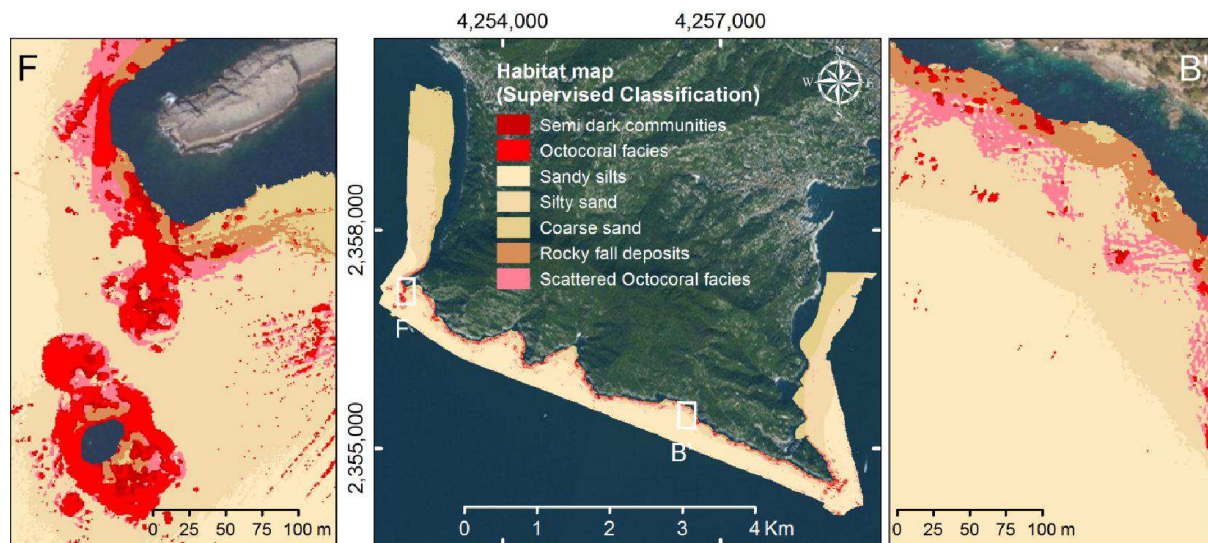 4,254,000 4,257,000
F
B'
Habitat map
(Supervised Classification)
Semi dark communities
Octocoral facies
Sandy silts
Silty sand
Coarse sand
Rocky fall deposits
Scattered Octocoral facies
N
W E
S
2,358,000
2,355,000
F
B'
0 25 50 75 100 m
0 1 2 3 4 Km
0 25 50 75 100 m